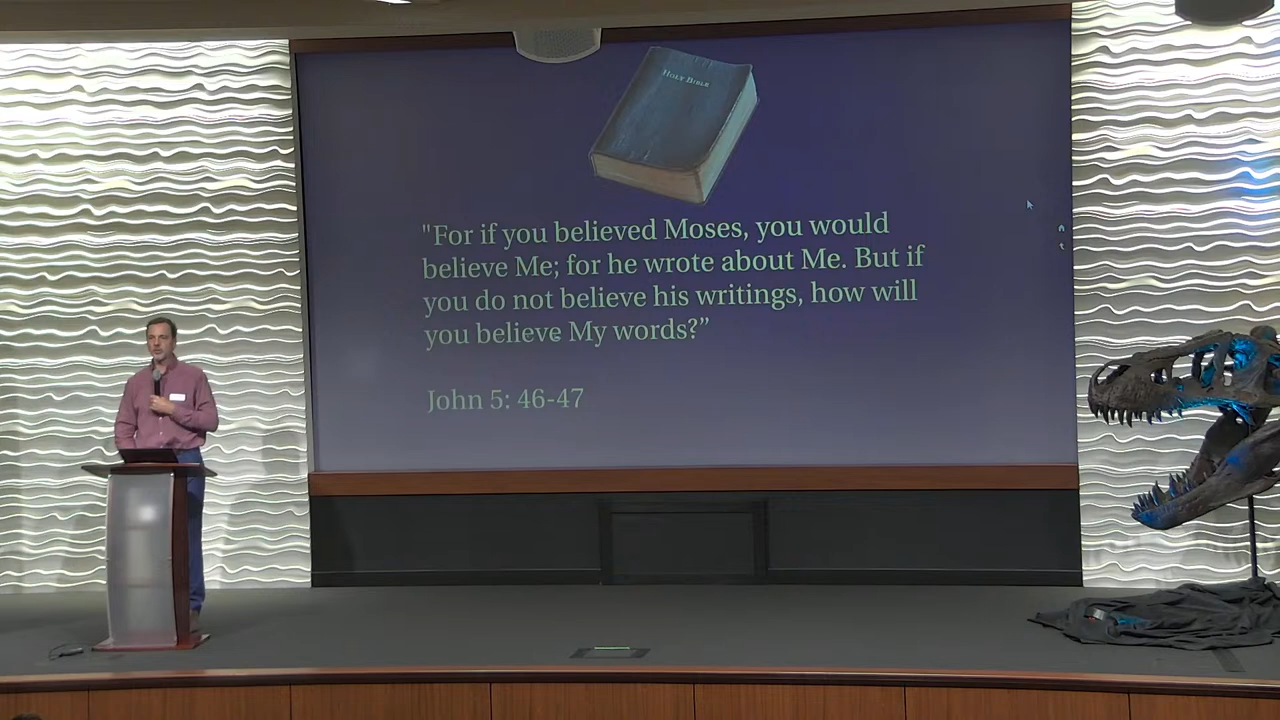 HOLY BIBLE
"For if you believed Moses, you would
believe Me; for he wrote about Me. But if
you do not believe his writings, how will
you believe My words?”
John 5: 46-47